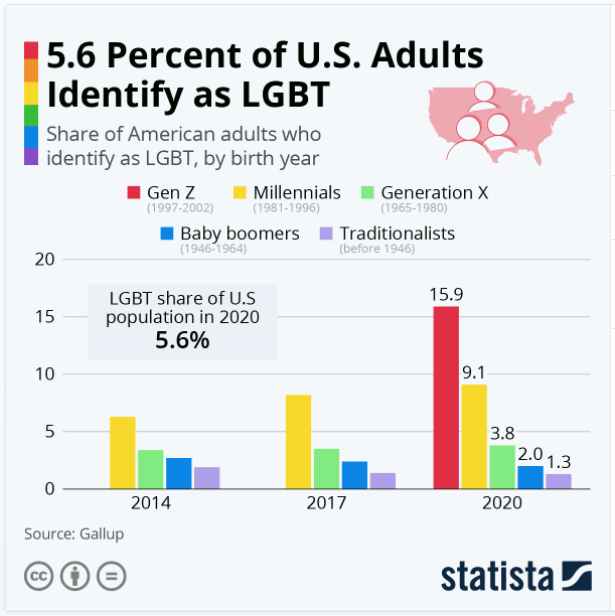 5.6 Percent of U.S. Adults
Identify as LGBT
Share of American adults who
identify as LGBT, by birth year
Gen Z Millennials Generation X
(1997-2002) (1981-1996) (1965-1980)
Baby boomers Traditionalists
(1946-1964) (before 1946)
20
LGBT share of U.S
population in 2020
5.6%
15.9
15
10
9.1
5
3.8
2.0
1.3
0
2014 2017 2020
Source: Gallup
cc
statista